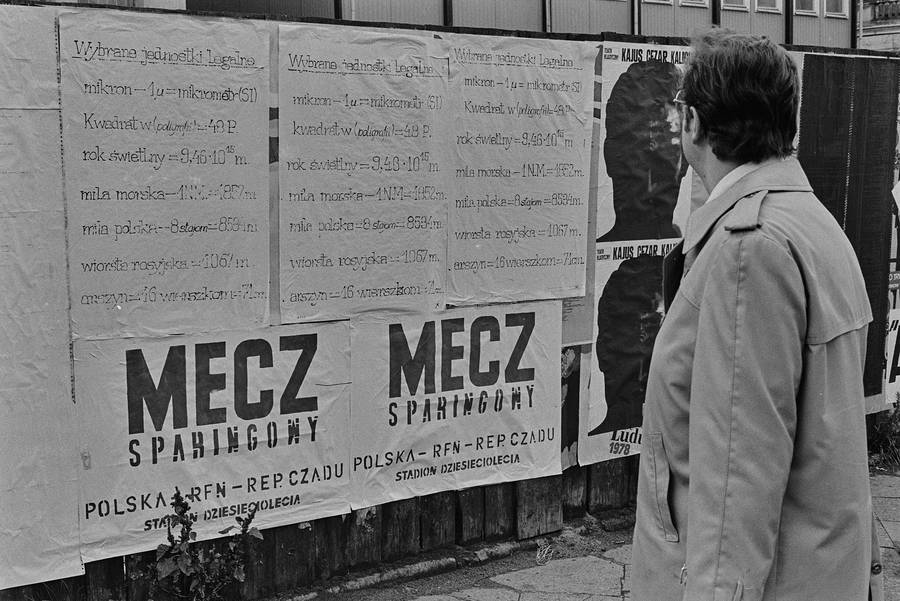 Wybrane jednostki Legalne
mikron – 1µ = mikrometr (SI)
Kwadrat w (poligrafii) = 48 P.
rok świetlny = 9,46·10¹⁵ m.
mila morska – 1 N.M. = 1852 m
mila polska – 8 stajom = 8534 m
wiorsta rosyjska = 1067 m.
arszyn = 16 wierszkom = 71 cm
Wybrane jednostki Legalne
mikron – 1µ = mikrometr (SI)
kwadrat w (poligrafii) = 48 P.
rok świetlny = 9,46·10¹⁵ m.
mila morska – 1 N.M = 1852
mila polska = 8 stajom = 8534 m
wiorsta rosyjska = 1067 m.
arszyn = 16 wierszkom = 71
Wybrane jednostki Legalne
mikron – 1µ = mikrometr (SI)
Kwadrat w (poligrafii) = 48 P.
rok świetlny = 9,46·10¹⁵ m.
mila morska – 1 N.M. = 1852 m
mila polska = 8 stajom = 8534 m.
wiorsta rosyjska = 1067 m.
arszyn = 16 wierszkom = 71 cm.
MECZ
SPARINGOWY
POLSKA – RFN – REP. CZADU
STADION DZIESIECIOLECIA
MECZ
SPARINGOWY
POLSKA – RFN – REP. CZADU
STADION DZIESIECIOLECIA
KAJUS CEZAR KALI
KAJUS CEZAR
1978